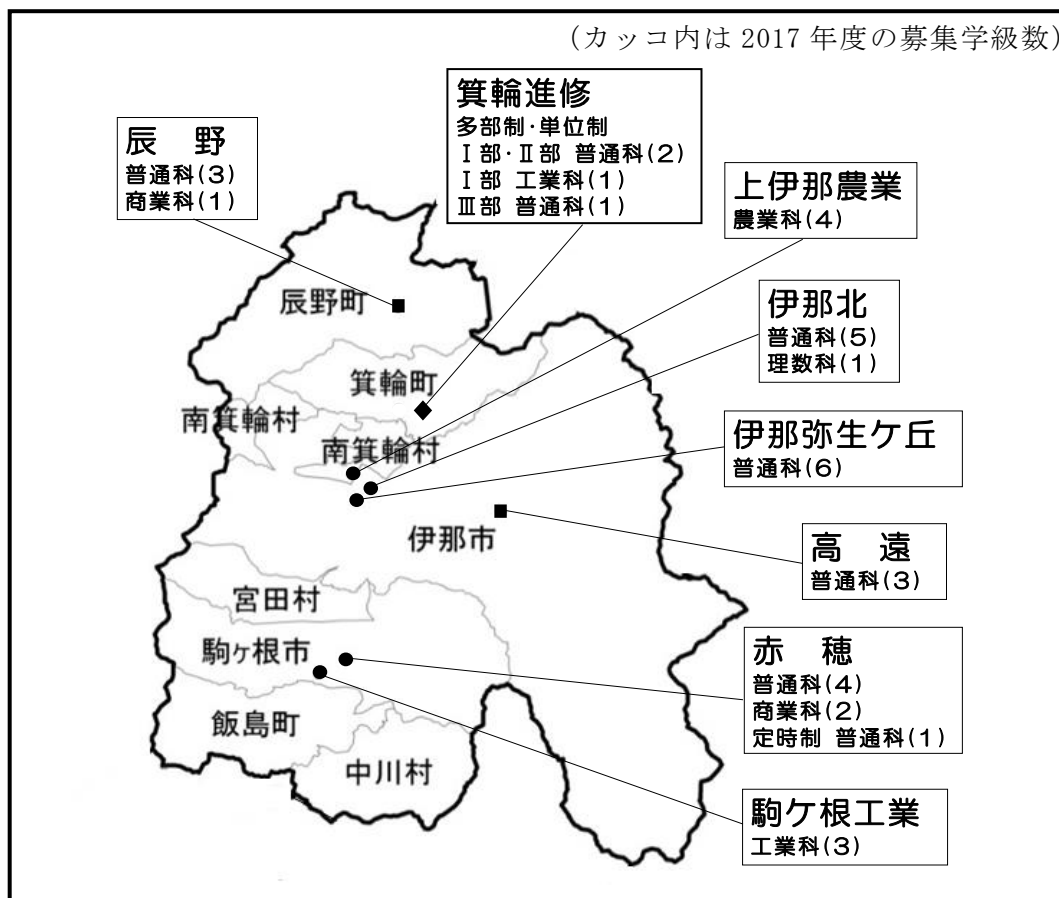 (カッコ内は 2017 年度の募集学級数)
箕輪進修
多部制・単位制
Ⅰ部・Ⅱ部 普通科(2)
Ⅰ部 工業科(1)
Ⅲ部 普通科(1)
辰 野
普通科(3)
商業科(1)
上伊那農業
農業科(4)
伊那北
普通科(5)
理数科(1)
伊那弥生ケ丘
普通科(6)
高 遠
普通科(3)
赤 穂
普通科(4)
商業科(2)
定時制 普通科(1)
駒ケ根工業
工業科(3)
辰野町
箕輪町
南箕輪村
南箕輪村
伊那市
宮田村
駒ヶ根市
飯島町
中川村